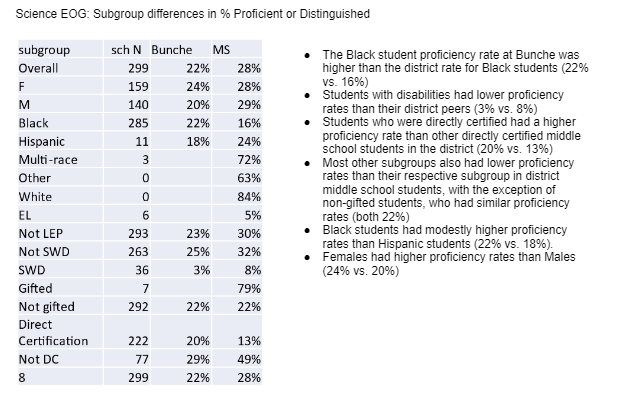 Science EOG: Subgroup differences in % Proficient or Distinguished
subgroup sch N Bunche MS
Overall 299 22% 28%
F 159 24% 28%
M 140 20% 29%
Black 285 22% 16%
Hispanic 11 18% 24%
Multi-race 3 72%
Other 0 63%
White 0 84%
EL 6 5%
Not LEP 293 23% 30%
Not SWD 263 25% 32%
SWD 36 3% 8%
Gifted 7 79%
Not gifted 292 22% 22%
Direct
Certification 222 20% 13%
Not DC 77 29% 49%
8 299 22% 28%
• The Black student proficiency rate at Bunche was
higher than the district rate for Black students (22%
vs. 16%)
• Students with disabilities had lower proficiency
rates than their district peers (3% vs. 8%)
• Students who were directly certified had a higher
proficiency rate than other directly certified middle
school students in the district (20% vs. 13%)
• Most other subgroups also had lower proficiency
rates than their respective subgroup in district
middle school students, with the exception of
non-gifted students, who had similar proficiency
rates (both 22%)
• Black students had modestly higher proficiency
rates than Hispanic students (22% vs. 18%).
• Females had higher proficiency rates than Males
(24% vs. 20%)